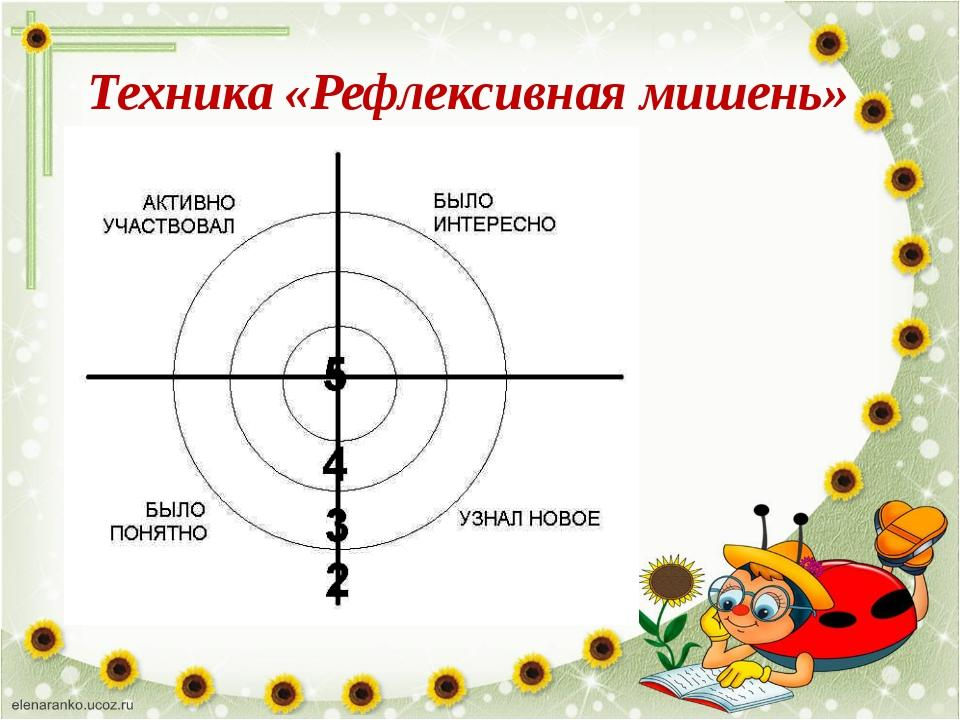 Техника «Рефлексивная мишень»
АКТИВНО
УЧАСТВОВАЛ
БЫЛО
ИНТЕРЕСНО
5
4
3
2
БЫЛО
ПОНЯТНО
УЗНАЛ НОВОЕ
elenaranko.ucoz.ru